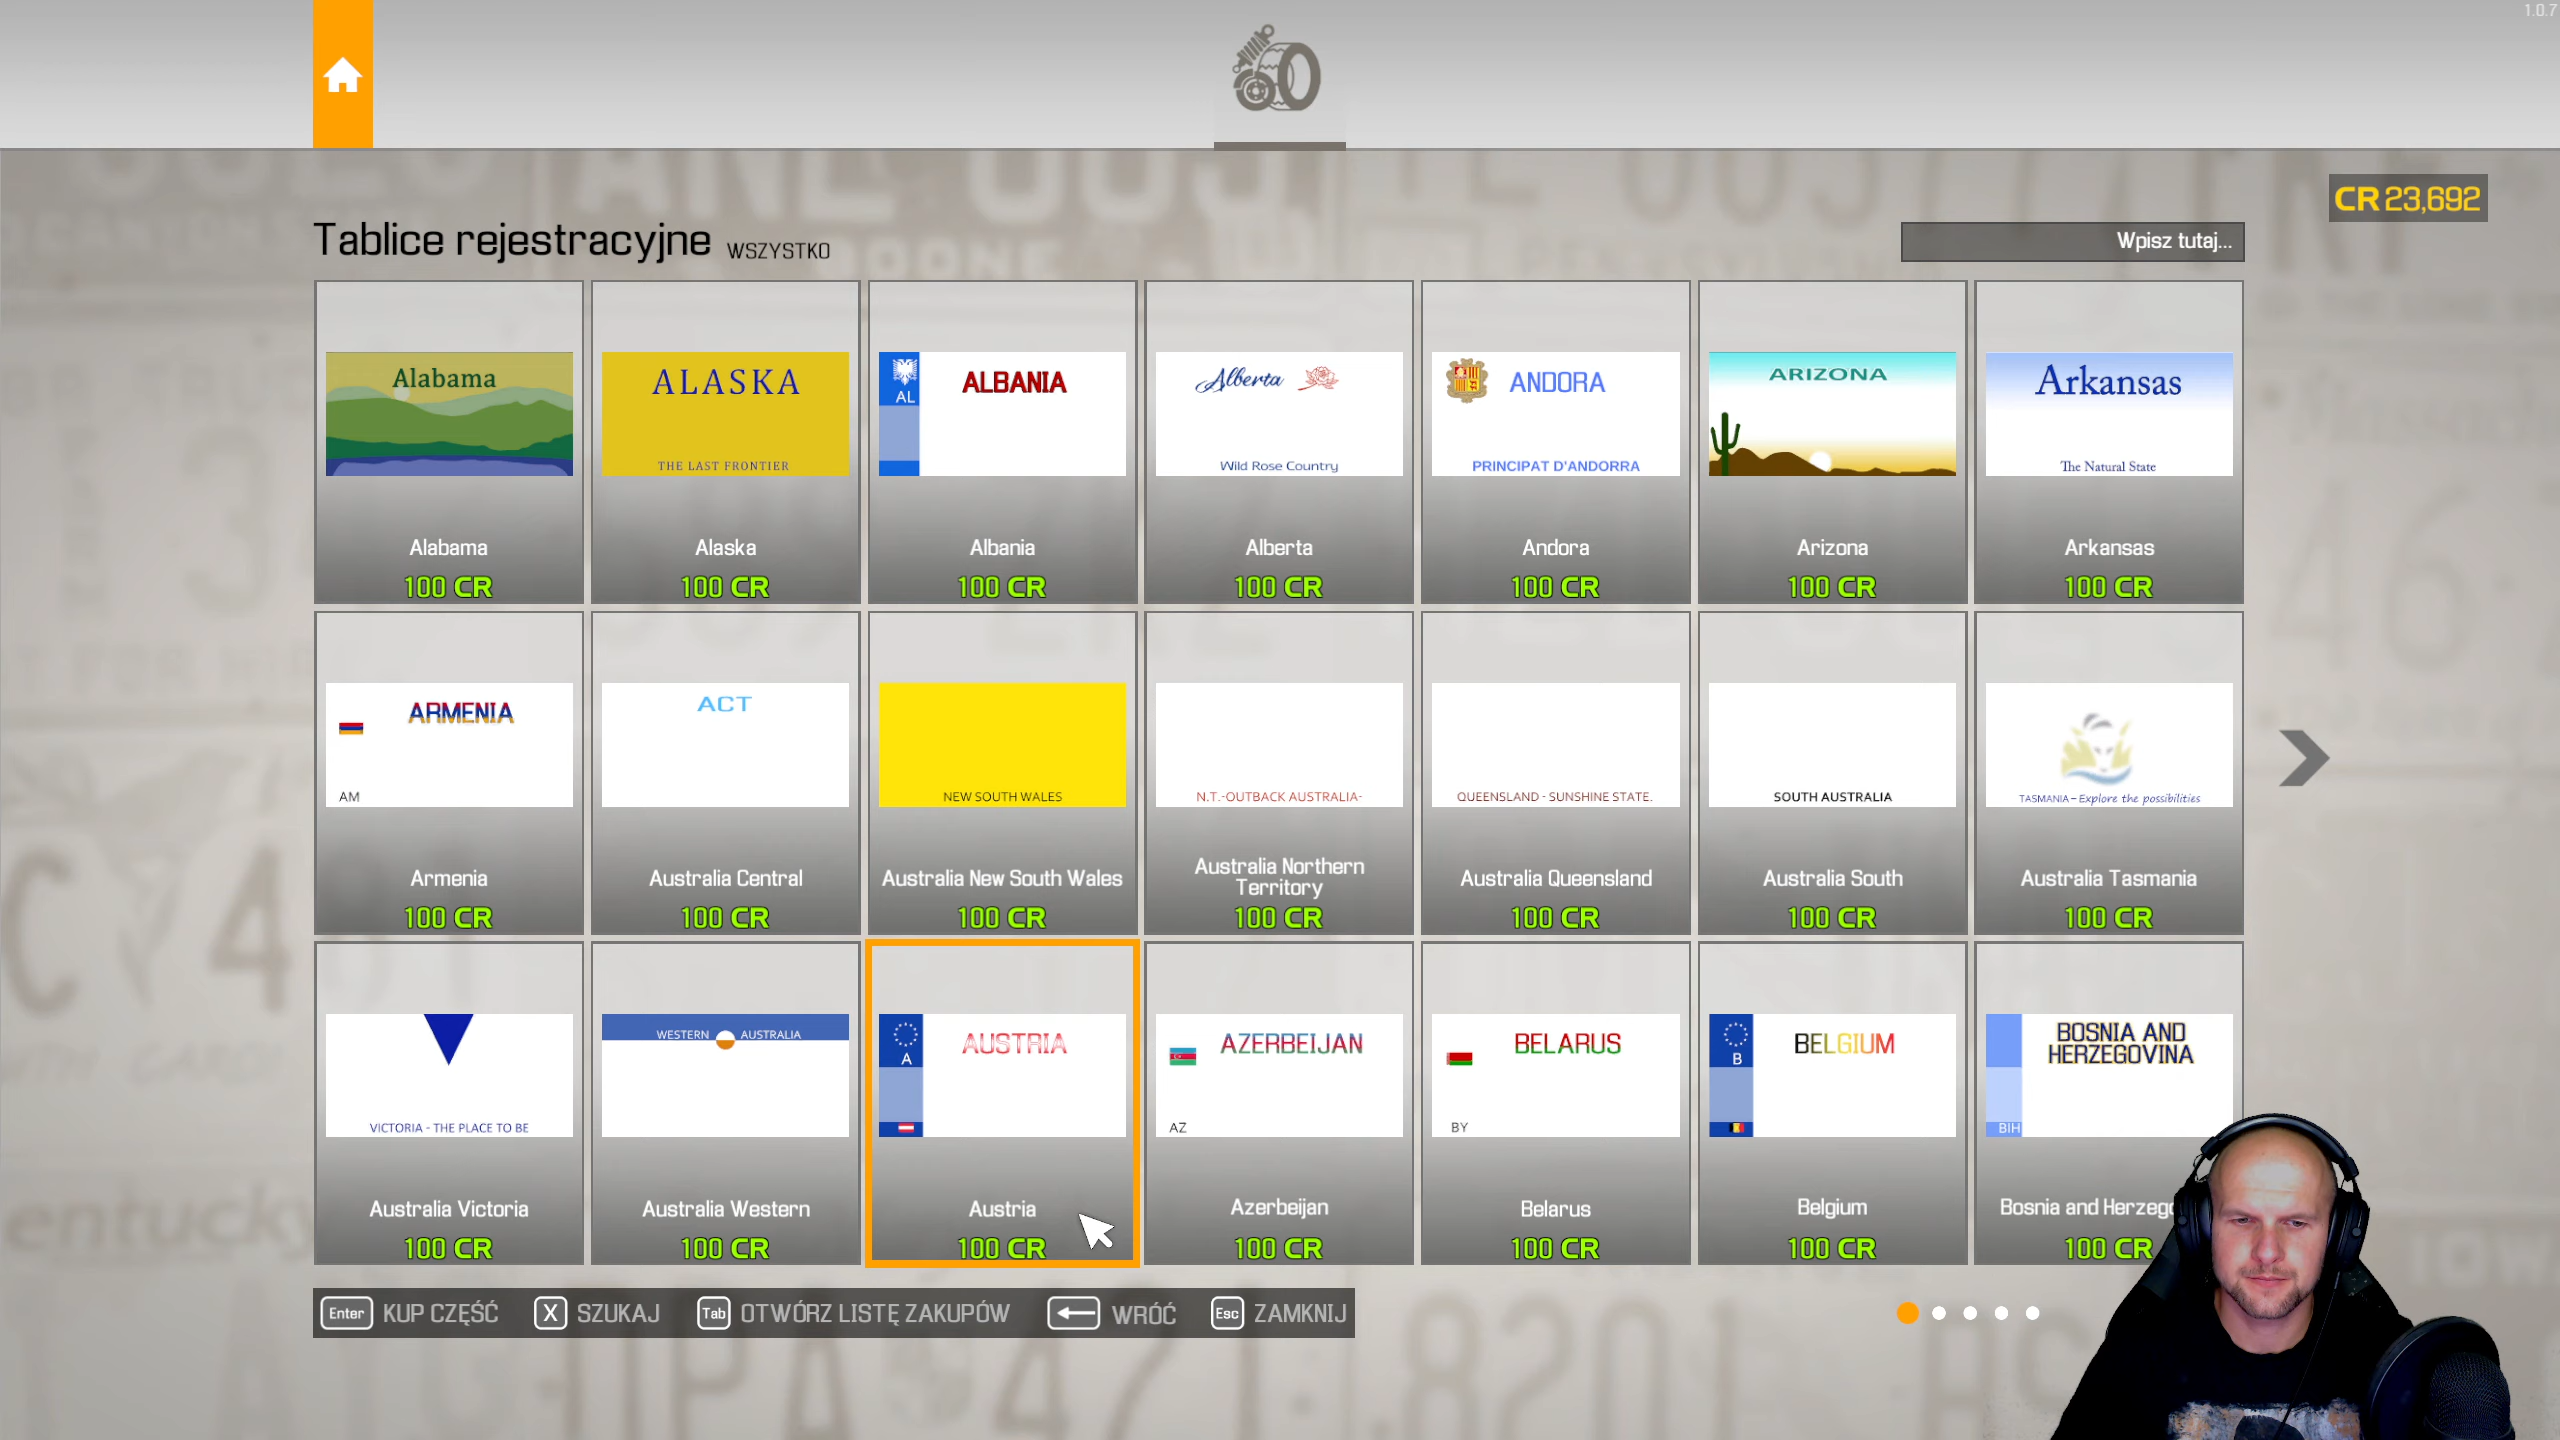 1.0.7
CR 23,692
Tablice rejestracyjne WSZYSTKO
Wpisz tutaj...
Alabama
ALASKA
THE LAST FRONTIER
AL
ALBANIA
Alberta
Wild Rose Country
ANDORA
PRINCIPAT D'ANDORRA
ARIZONA
Arkansas
The Natural State
Alabama
100 CR
Alaska
100 CR
Albania
100 CR
Alberta
100 CR
Andora
100 CR
Arizona
100 CR
Arkansas
100 CR
ARMENIA
AM
ACT
NEW SOUTH WALES
N.T.-OUTBACK AUSTRALIA-
QUEENSLAND - SUNSHINE STATE.
SOUTH AUSTRALIA
TASMANIA – Explore the possibilities
Armenia
100 CR
Australia Central
100 CR
Australia New South Wales
100 CR
Australia Northern
Territory
100 CR
Australia Queensland
100 CR
Australia South
100 CR
Australia Tasmania
100 CR
VICTORIA - THE PLACE TO BE
WESTERN AUSTRALIA
A
AUSTRIA
AZERBEIJAN
AZ
BELARUS
BY
B
BELGIUM
BOSNIA AND
HERZEGOVINA
BIH
Australia Victoria
100 CR
Australia Western
100 CR
Austria
100 CR
Azerbeijan
100 CR
Belarus
100 CR
Belgium
100 CR
Bosnia and Herzeg
100 CR
Enter KUP CZĘŚĆ X SZUKAJ Tab OTWÓRZ LISTĘ ZAKUPÓW WRÓĆ Esc ZAMKNIJ